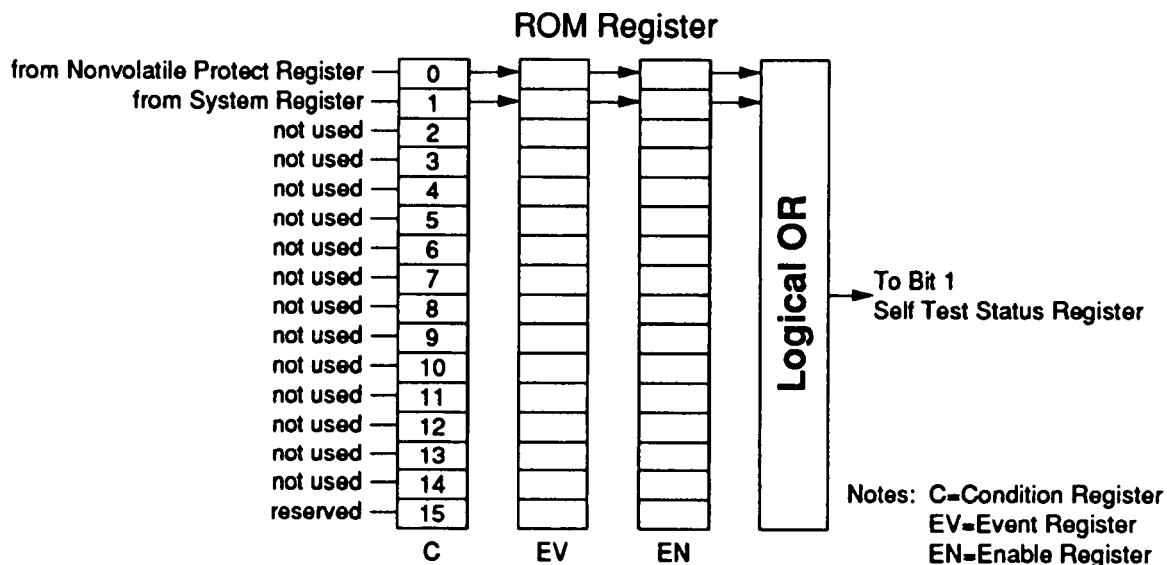 ROM Register
from Nonvolatile Protect Register 0
from System Register 1
not used 2
not used 3
not used 4
not used 5
not used 6
not used 7
not used 8
not used 9
not used 10
not used 11
not used 12
not used 13
not used 14
reserved 15
C EV EN
Logical OR
To Bit 1
Self Test Status Register
Notes: C=Condition Register
EV=Event Register
EN=Enable Register